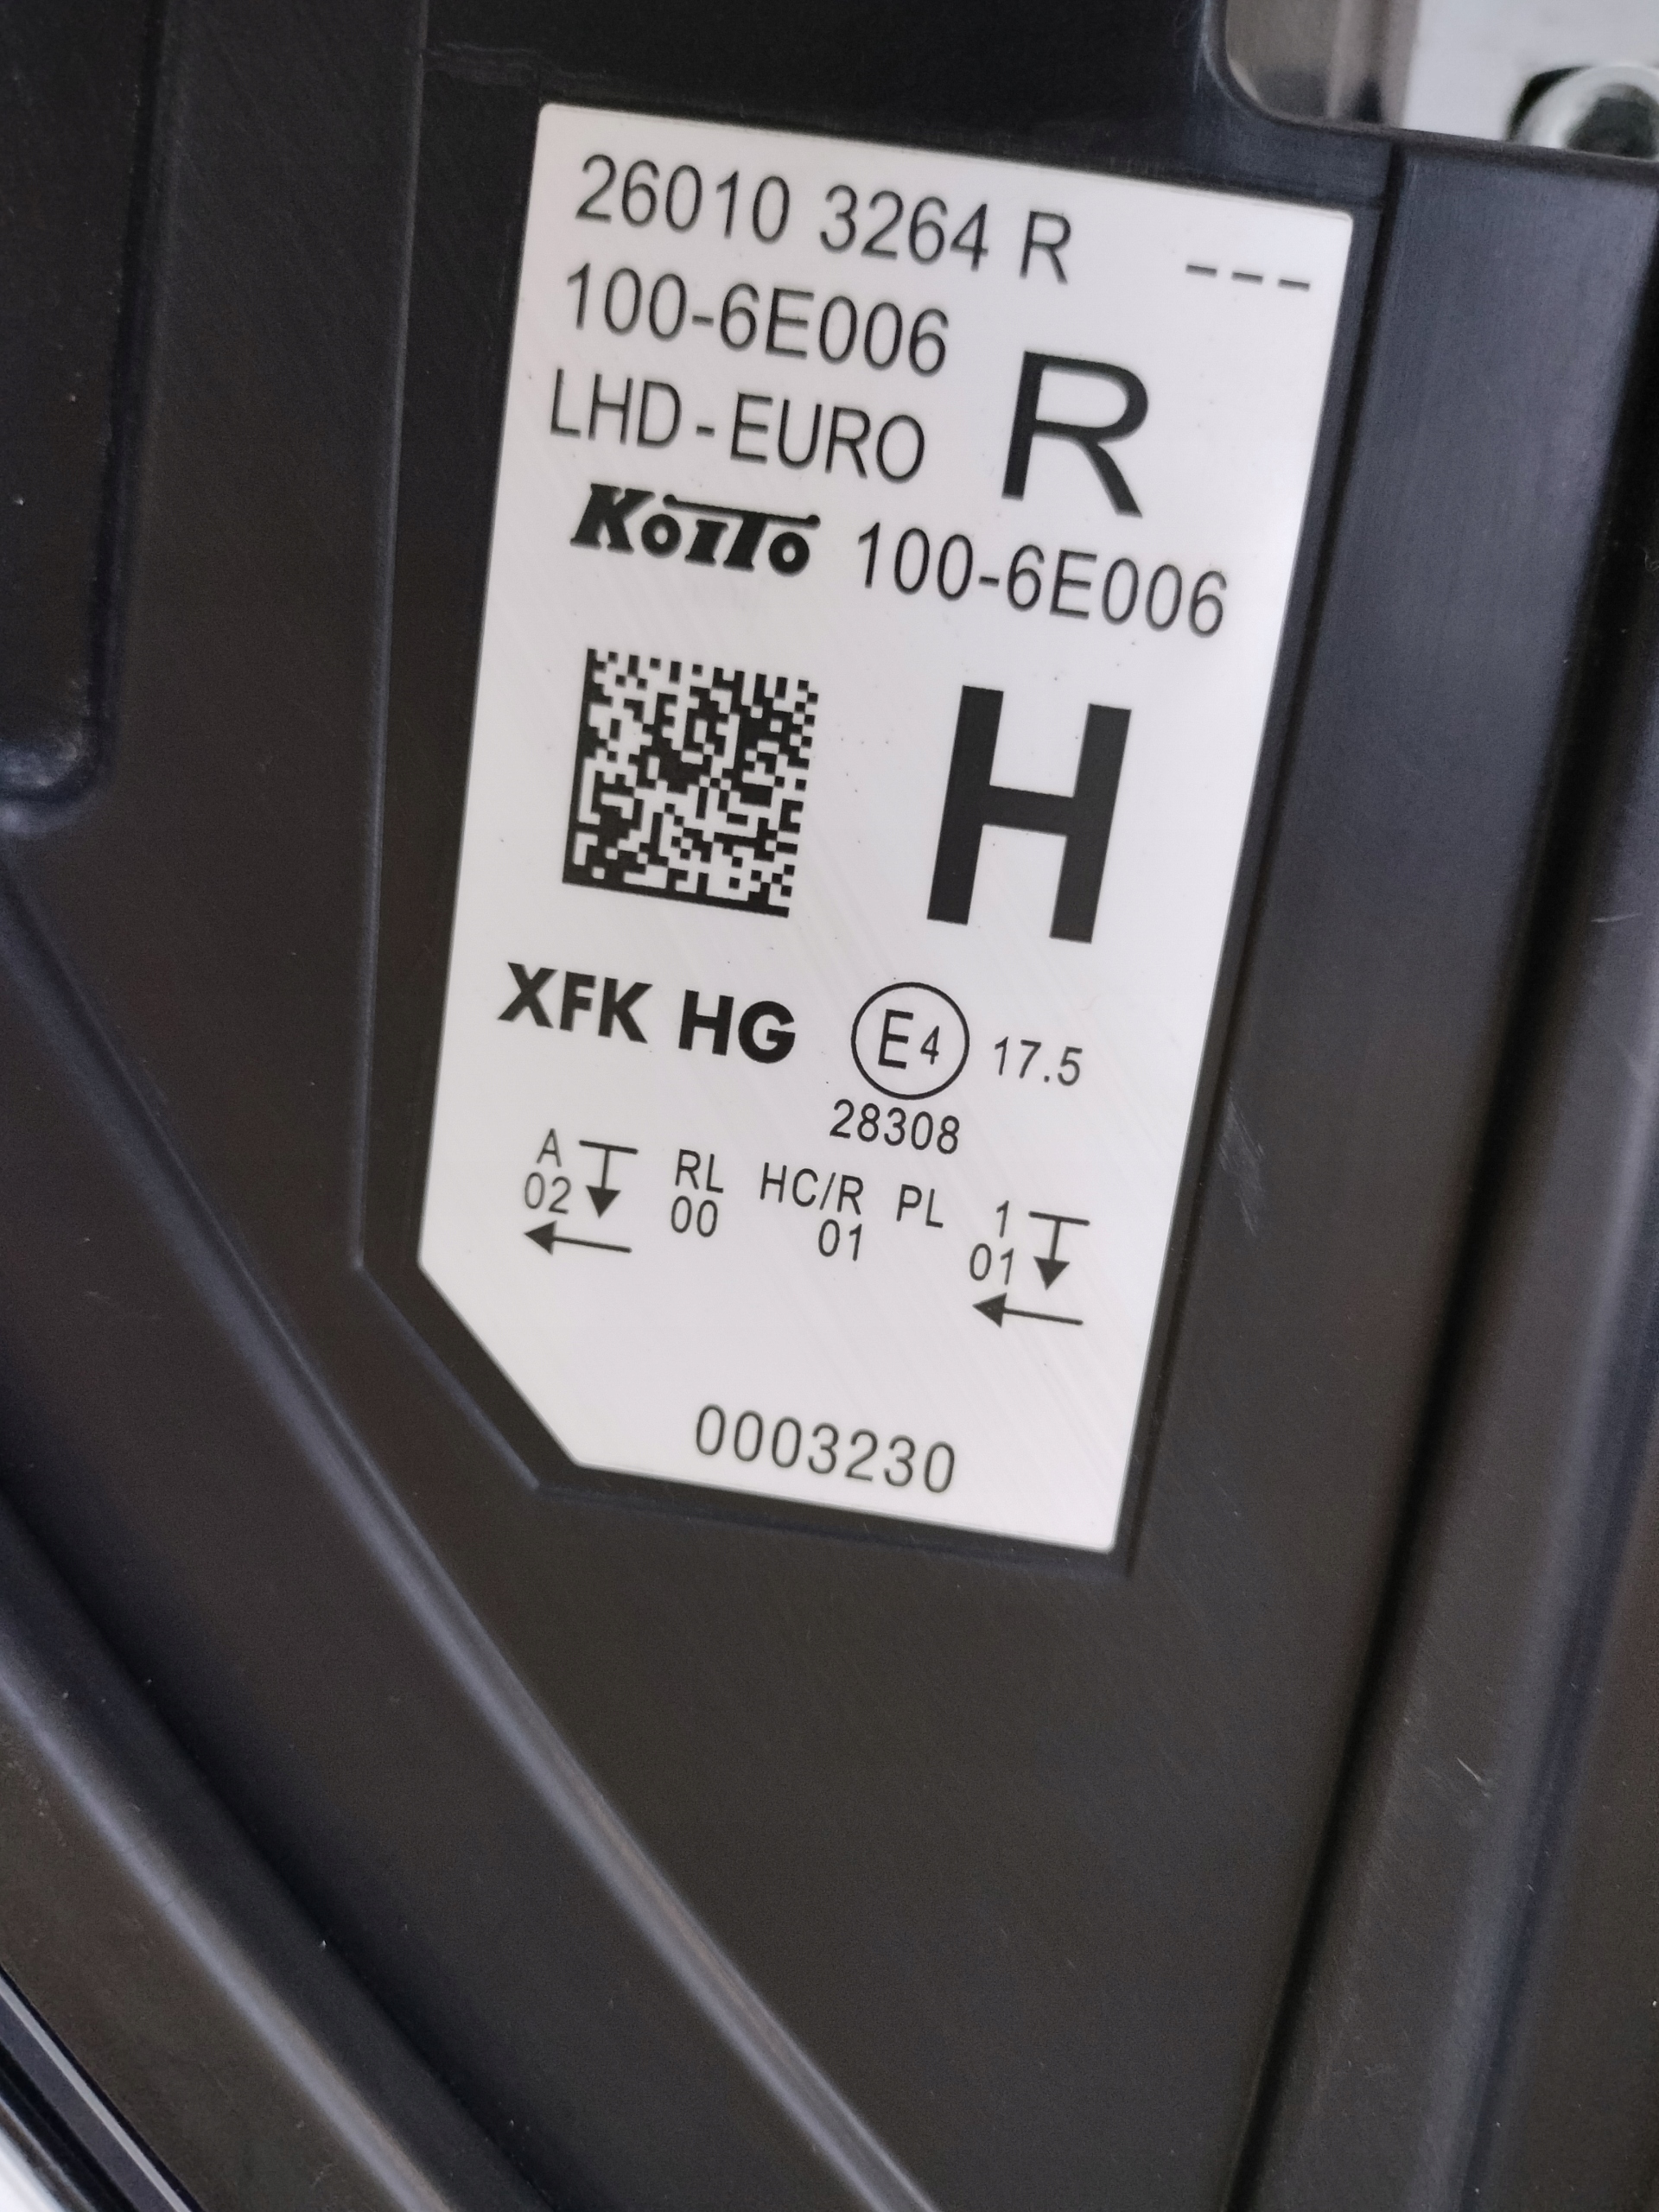 26010 3264 R ---
100-6E006
LHD-EURO R
KOITO 100-6E006
H
XFK HG E4 17.5
28308
A RL HC/R PL 1
02 00 01 01
0003230